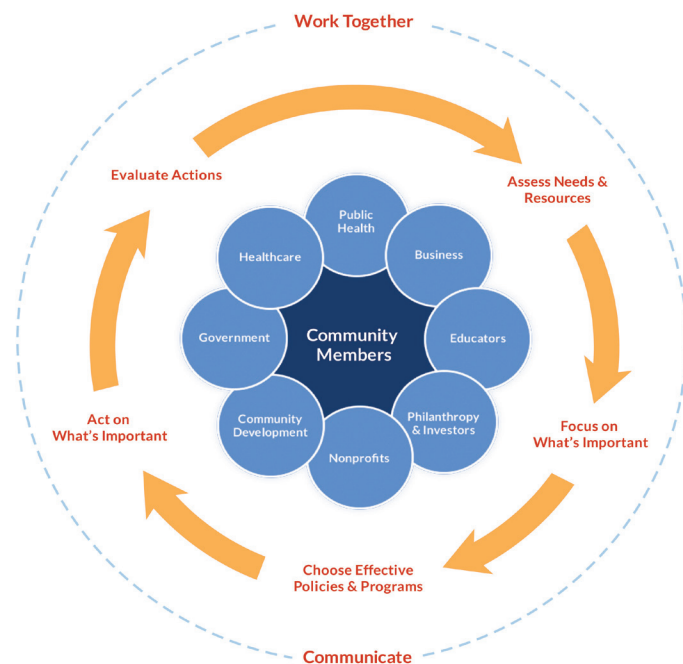 Work Together
Evaluate Actions
Assess Needs &
Resources
Public
Health
Healthcare
Business
Government
Community
Members
Educators
Act on
What's Important
Community
Development
Philanthropy
& Investors
Focus on
What's Important
Nonprofits
Choose Effective
Policies & Programs
Communicate